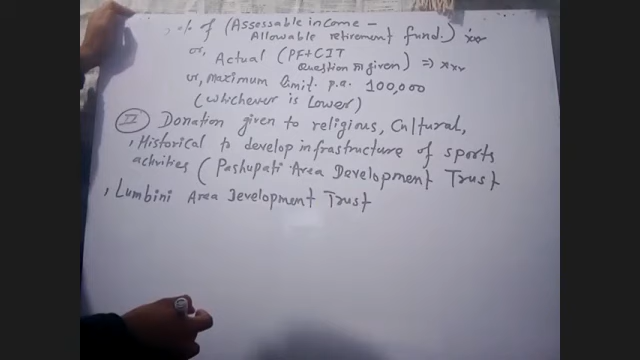 % of (Assessable income -
Allowable retirement fund.) xxx
or, Actual (PF+CIT
Question m given) => xxx
or, maximum limit. p.a. 100,000
(whichever is Lower)
II Donation given to religious, Cultural,
, Historical to develop infrastructure of sports
activities (Pashupati Area Development Trust
, Lumbini Area Development Trust